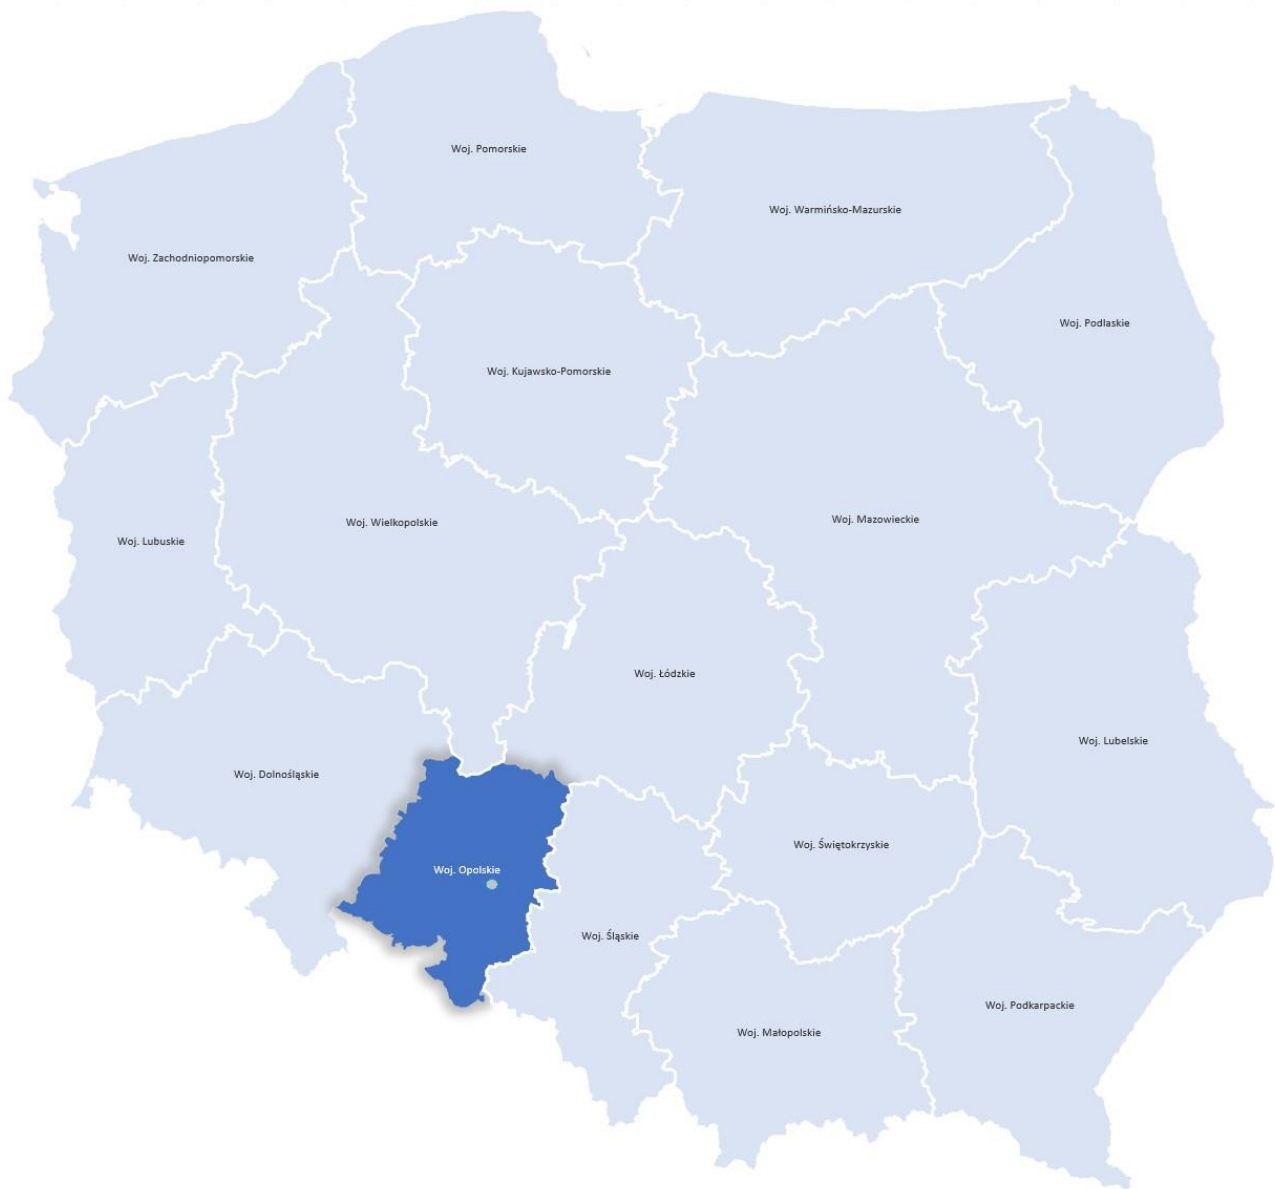 Woj. Pomorskie
Woj. Warmińsko-Mazurskie
Woj. Zachodniopomorskie
Woj. Podlaskie
Woj. Kujawsko-Pomorskie
Woj. Wielkopolskie
Woj. Mazowieckie
Woj. Lubuskie
Woj. Łódzkie
Woj. Lubelskie
Woj. Dolnośląskie
Woj. Świętokrzyskie
Woj. Opolskie
Woj. Śląskie
Woj. Podkarpackie
Woj. Małopolskie